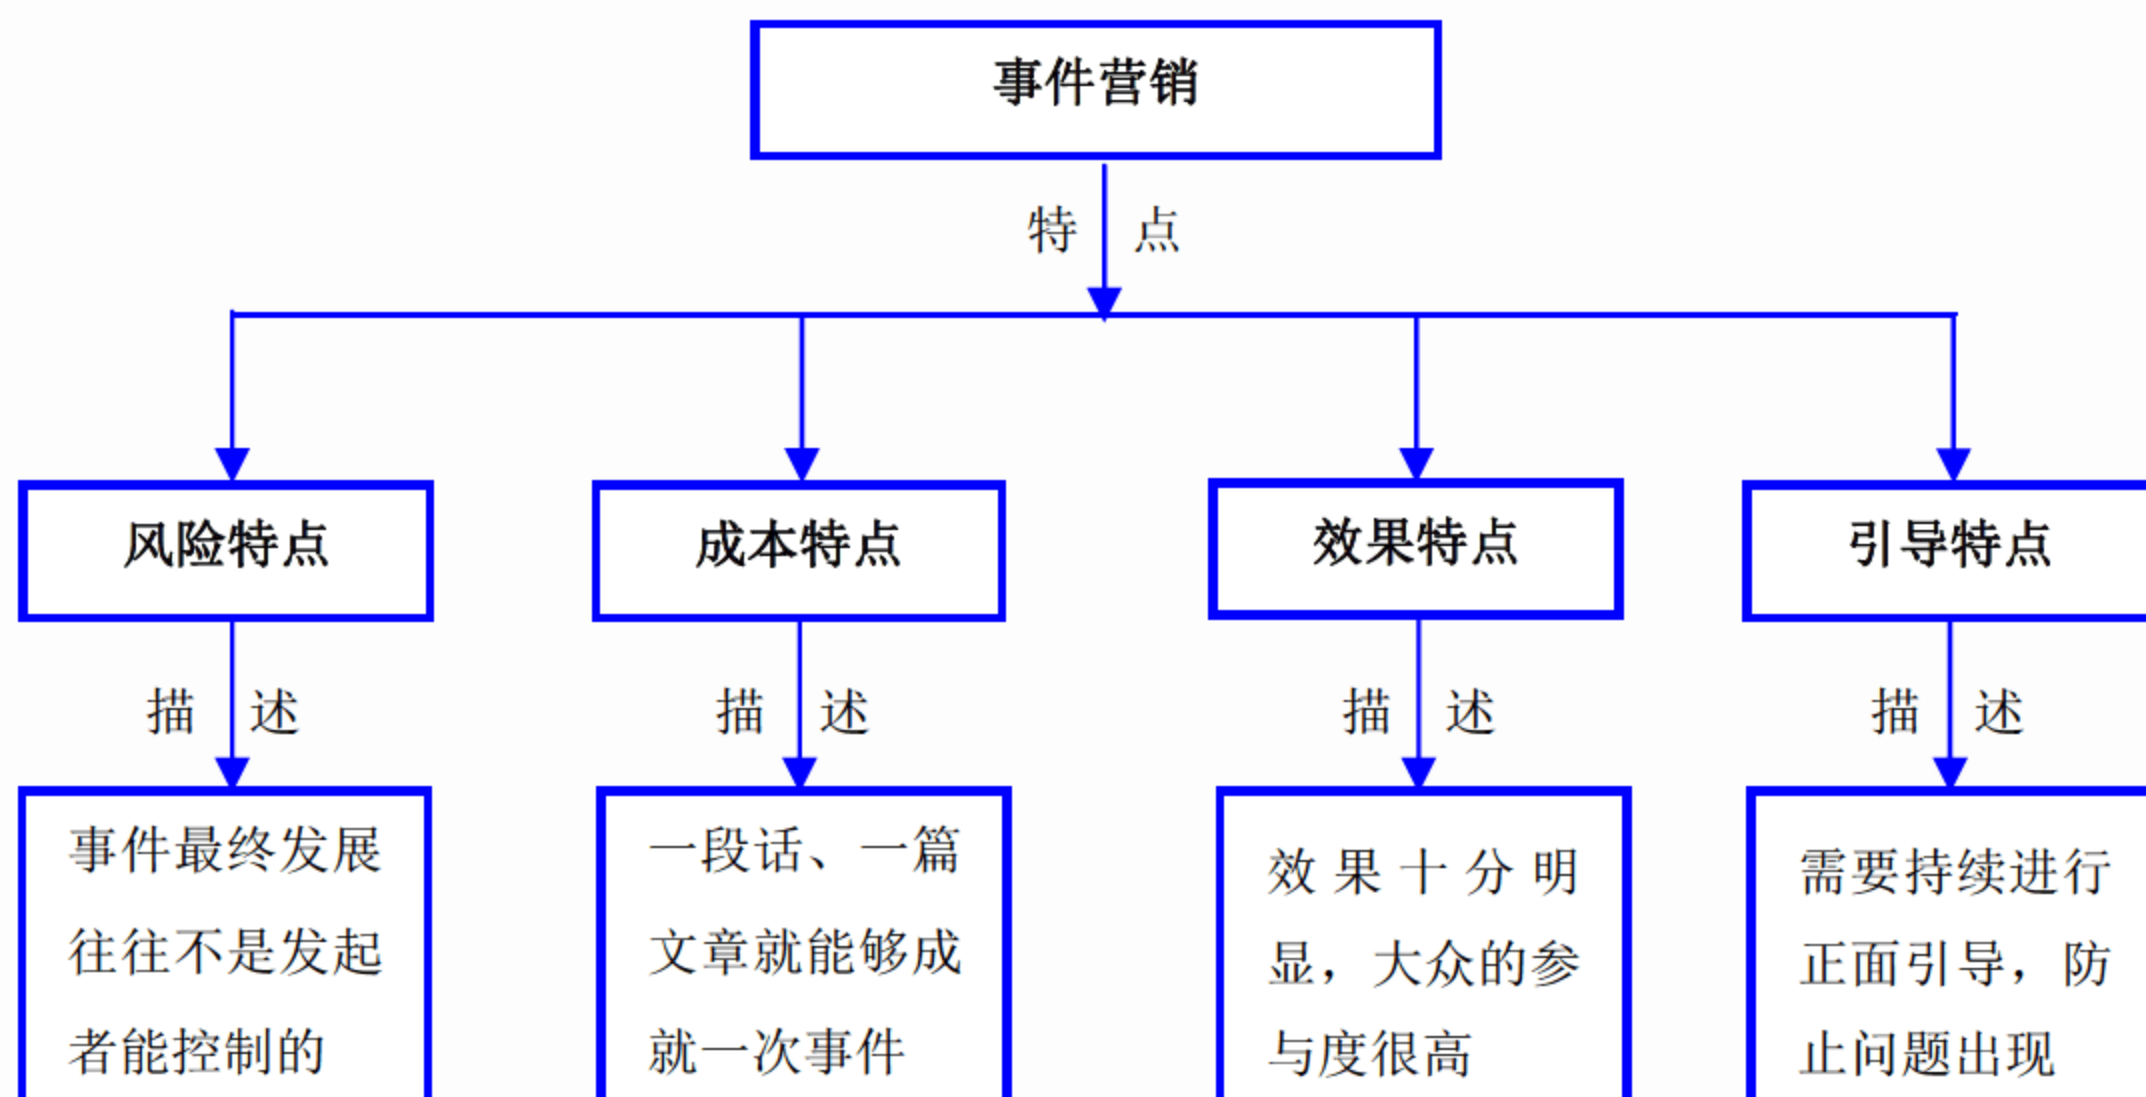 事件营销
特 点
风险特点
成本特点
效果特点
引导特点
描 述
描 述
描 述
描 述
事件最终发展
往往不是发起
者能控制的
一段话、一篇
文章就能够成
就一次事件
效果十分明
显，大众的参
与度很高
需要持续进行
正面引导，防
止问题出现